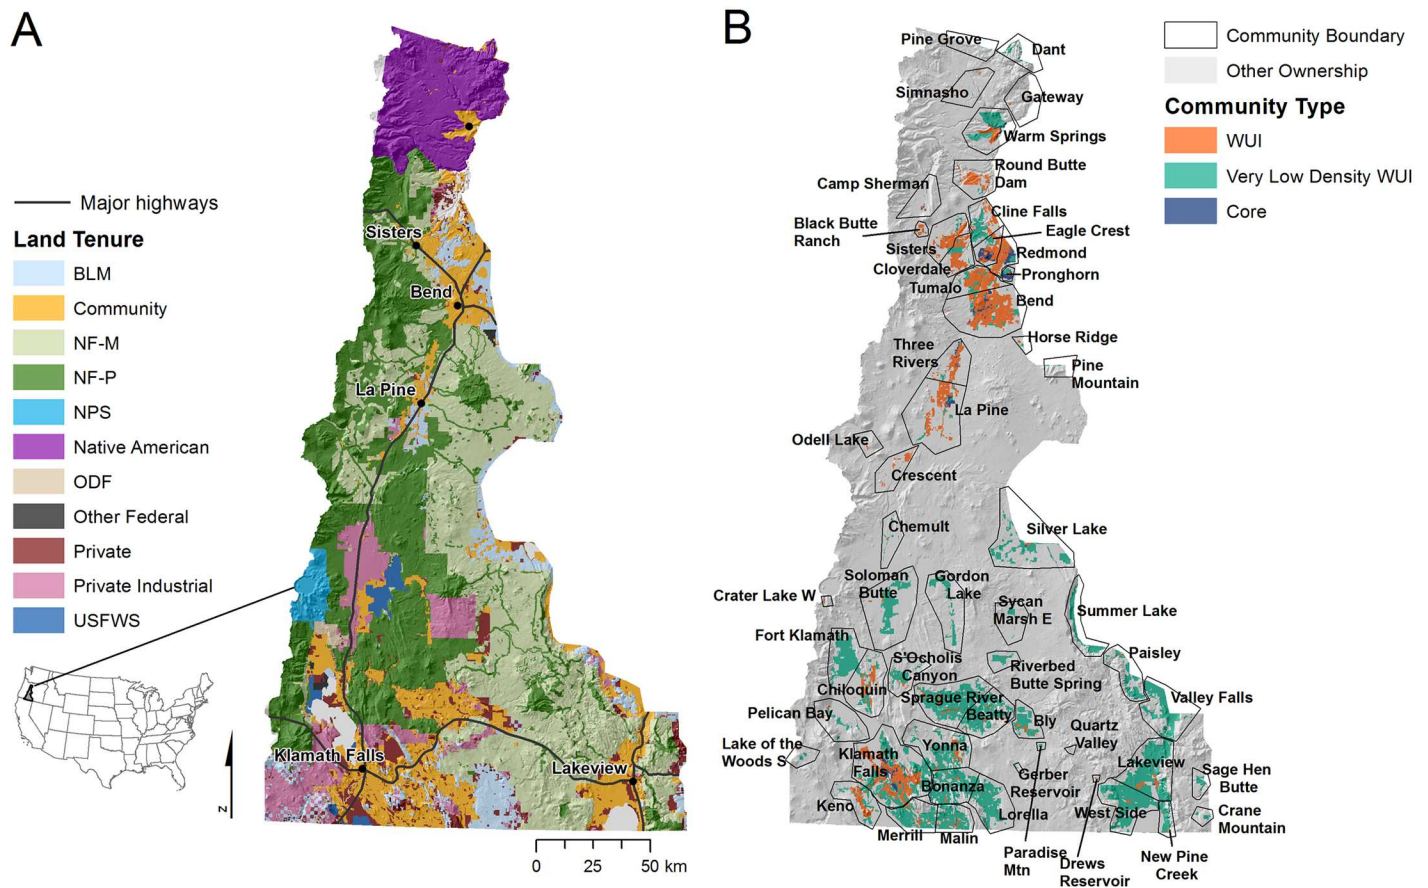 A
Major highways
Land Tenure
BLM
Community
NF-M
NF-P
NPS
Native American
ODF
Other Federal
Private
Private Industrial
USFWS
Sisters
Bend
La Pine
Klamath Falls
Lakeview
z
0 25 50 km
B
Community Boundary
Other Ownership
Community Type
WUI
Very Low Density WUI
Core
Pine Grove
Dant
Simnasho
Gateway
Warm Springs
Round Butte
Dam
Camp Sherman
Cline Falls
Black Butte
Ranch
Eagle Crest
Sisters
Redmond
Cloverdale
Pronghorn
Tumalo
Bend
Horse Ridge
Three
Rivers
Pine
Mountain
La Pine
Odell Lake
Crescent
Chemult
Silver Lake
Soloman
Butte
Gordon
Lake
Crater Lake W
Sycan
Marsh E
Summer Lake
Fort Klamath
Paisley
S'Ocholis
Canyon
Riverbed
Butte Spring
Chiloquin
Sprague River
Valley Falls
Pelican Bay
Beatty
Bly
Quartz
Valley
Lake of the
Woods S
Klamath
Falls
Yonna
Lakeview
Gerber
Reservoir
Sage Hen
Butte
Bonanza
Keno
Lorella
West Side
Crane
Mountain
Merrill
Malin
Paradise
Mtn
Drews
Reservoir
New Pine
Creek